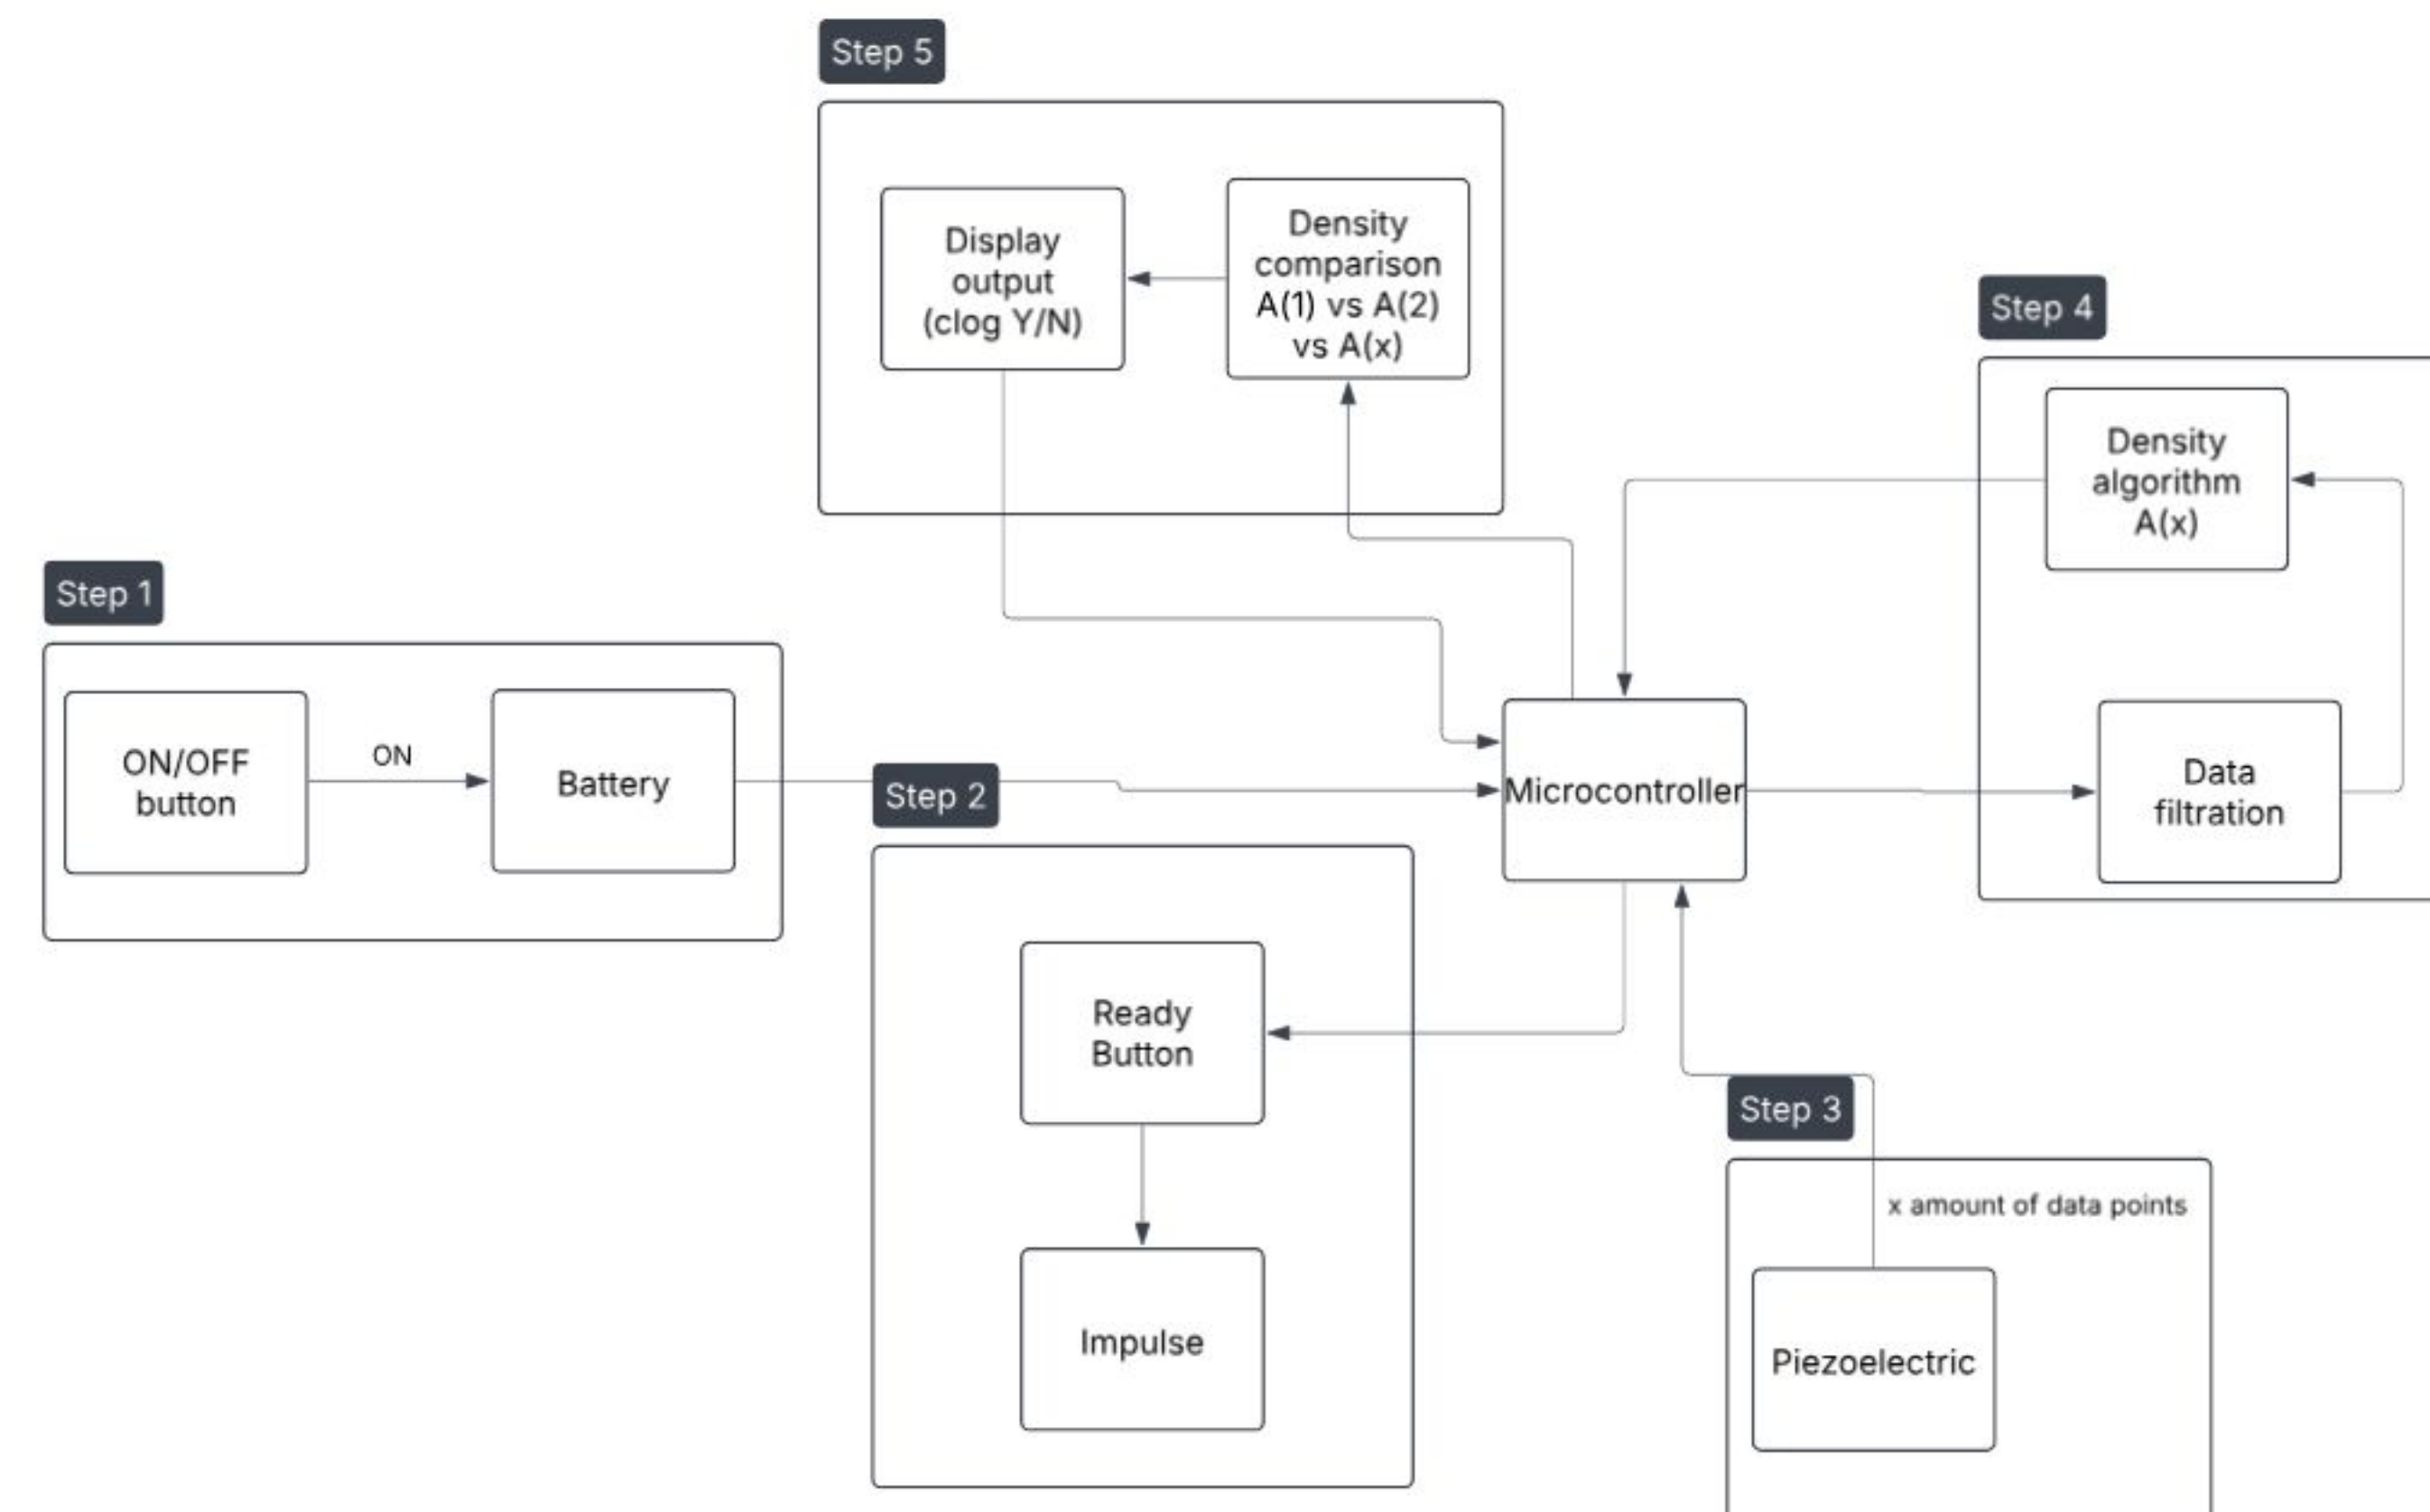 Step 5
Display
output
(clog Y/N)
Density
comparison
A(1) vs A(2)
vs A(x)
Step 4
Density
algorithm
A(x)
Step 1
ON/OFF
button
ON
Battery
Step 2
Microcontroller
Data
filtration
Ready
Button
Impulse
Step 3
x amount of data points
Piezoelectric